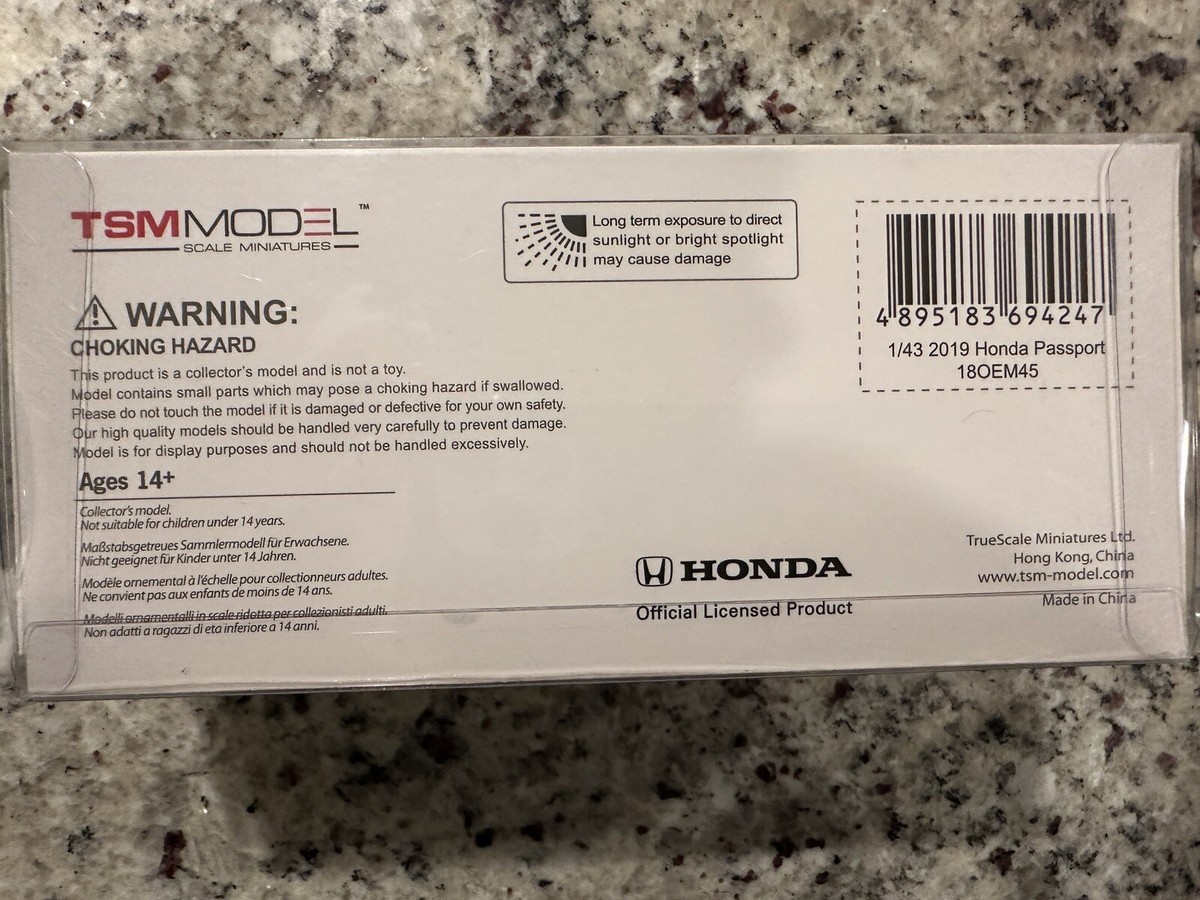 TSMMODEL™
SCALE MINIATURES
WARNING:
CHOKING HAZARD
This product is a collector's model and is not a toy.
Model contains small parts which may pose a choking hazard if swallowed.
Please do not touch the model if it is damaged or defective for your own safety.
Our high quality models should be handled very carefully to prevent damage.
Model is for display purposes and should not be handled excessively.
Ages 14+
Collector's model.
Not suitable for children under 14 years.
Maßstabsgetreues Sammlermodell für Erwachsene.
Nicht geeignet für Kinder unter 14 Jahren.
Modèle ornemental à l'échelle pour collectionneurs adultes.
Ne convient pas aux enfants de moins de 14 ans.
Modelli ornamentalli in scale ridotta per collezionisti adulti.
Non adatti a ragazzi di eta inferiore a 14 anni.
Long term exposure to direct
sunlight or bright spotlight
may cause damage
4 895183 694247
1/43 2019 Honda Passport
18OEM45
HONDA
Official Licensed Product
TrueScale Miniatures Ltd.
Hong Kong, China
www.tsm-model.com
Made in China